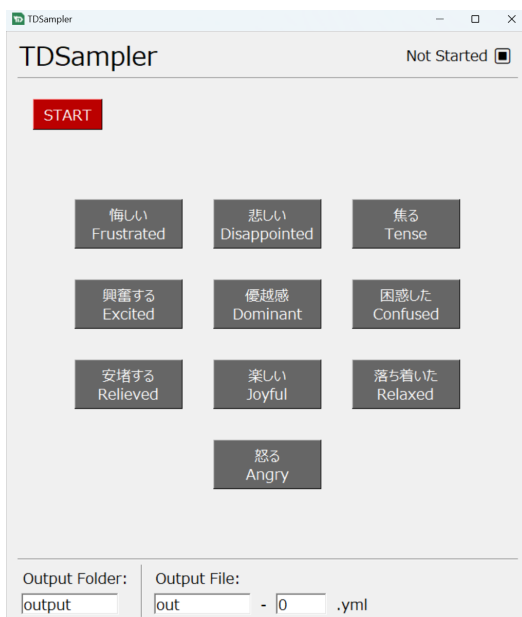 TDSampler
TDSampler
Not Started
START
悔しい
Frustrated
悲しい
Disappointed
焦る
Tense
興奮する
Excited
優越感
Dominant
困惑した
Confused
安堵する
Relieved
楽しい
Joyful
落ち着いた
Relaxed
怒る
Angry
Output Folder:
Output File:
output
out - 0 .yml